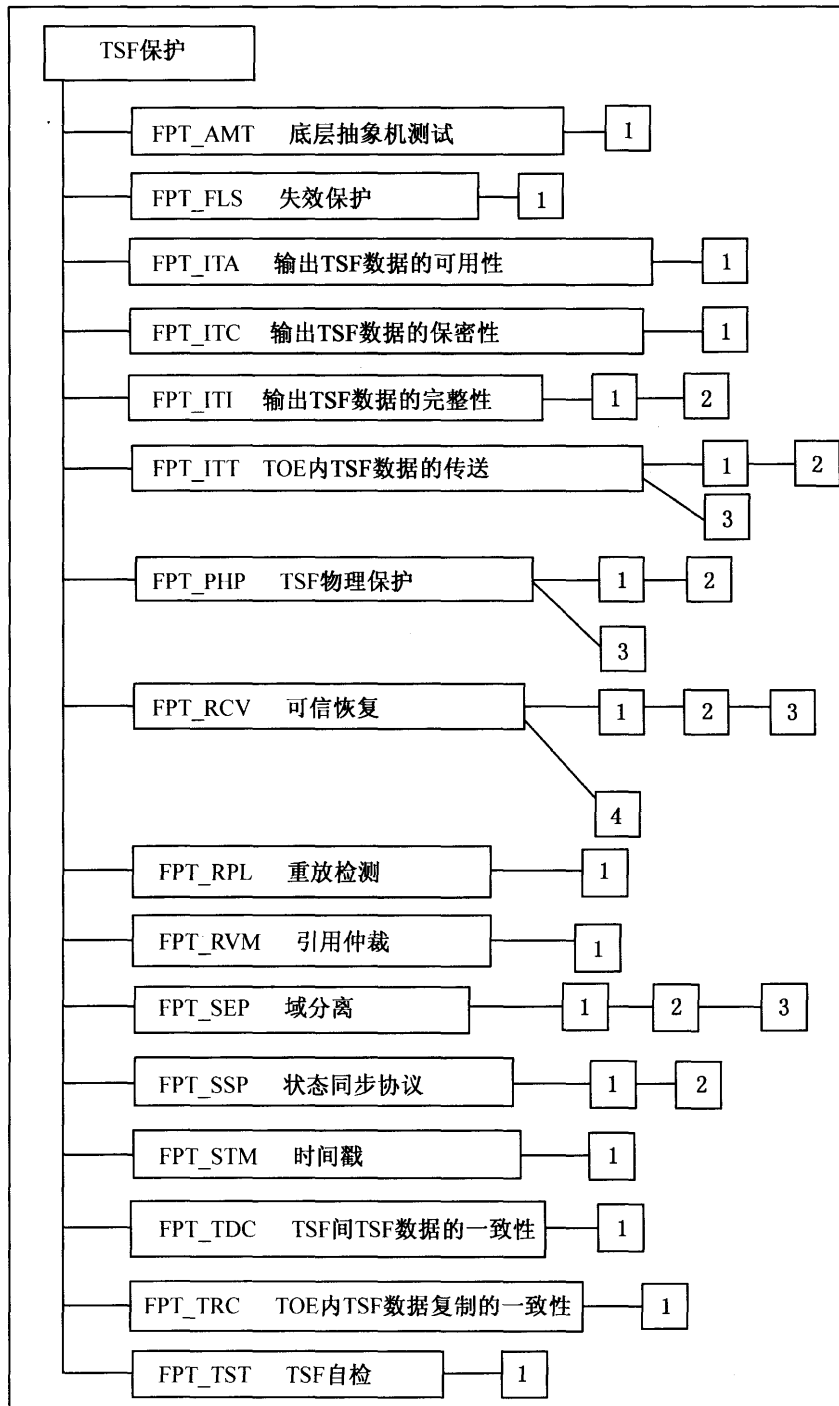 TSF保护
FPT_AMT 底层抽象机测试 1
FPT_FLS 失效保护 1
FPT_ITA 输出TSF数据的可用性 1
FPT_ITC 输出TSF数据的保密性 1
FPT_ITI 输出TSF数据的完整性 1 2
FPT_ITT TOE内TSF数据的传送 1 2
3
FPT_PHP TSF物理保护 1 2
3
FPT_RCV 可信恢复 1 2 3
4
FPT_RPL 重放检测 1
FPT_RVM 引用仲裁 1
FPT_SEP 域分离 1 2 3
FPT_SSP 状态同步协议 1 2
FPT_STM 时间戳 1
FPT_TDC TSF间TSF数据的一致性 1
FPT_TRC TOE内TSF数据复制的一致性 1
FPT_TST TSF自检 1